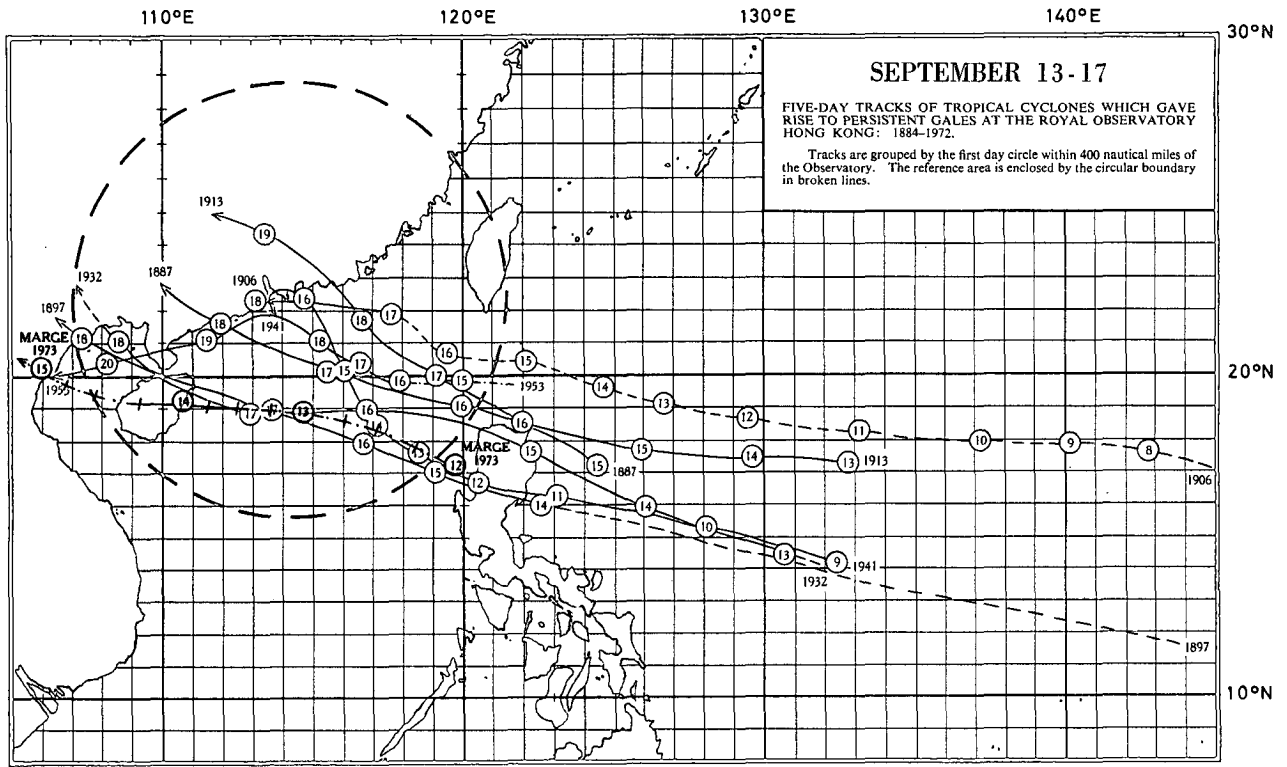 110°E 120°E 130°E 140°E
30°N
SEPTEMBER 13-17
FIVE-DAY TRACKS OF TROPICAL CYCLONES WHICH GAVE
RISE TO PERSISTENT GALES AT THE ROYAL OBSERVATORY
HONG KONG: 1884–1972.
Tracks are grouped by the first day circle within 400 nautical miles of
the Observatory. The reference area is enclosed by the circular boundary
in broken lines.
1913
19
1887
1932
1906
18 16 17
1897
18 18
1941
18 19 18
MARGE
1973
18 18
16 15
15 20
17 15 17
17 15
20°N
1953
16
1953
14
13
12
11
10
9
8
14 17 13 16 16
16
15
14
13
1913
1906
16
15
MARGE
1973
12
15
12
15
1887
11
14
14
10
13
9
1941
1932
1897
10°N